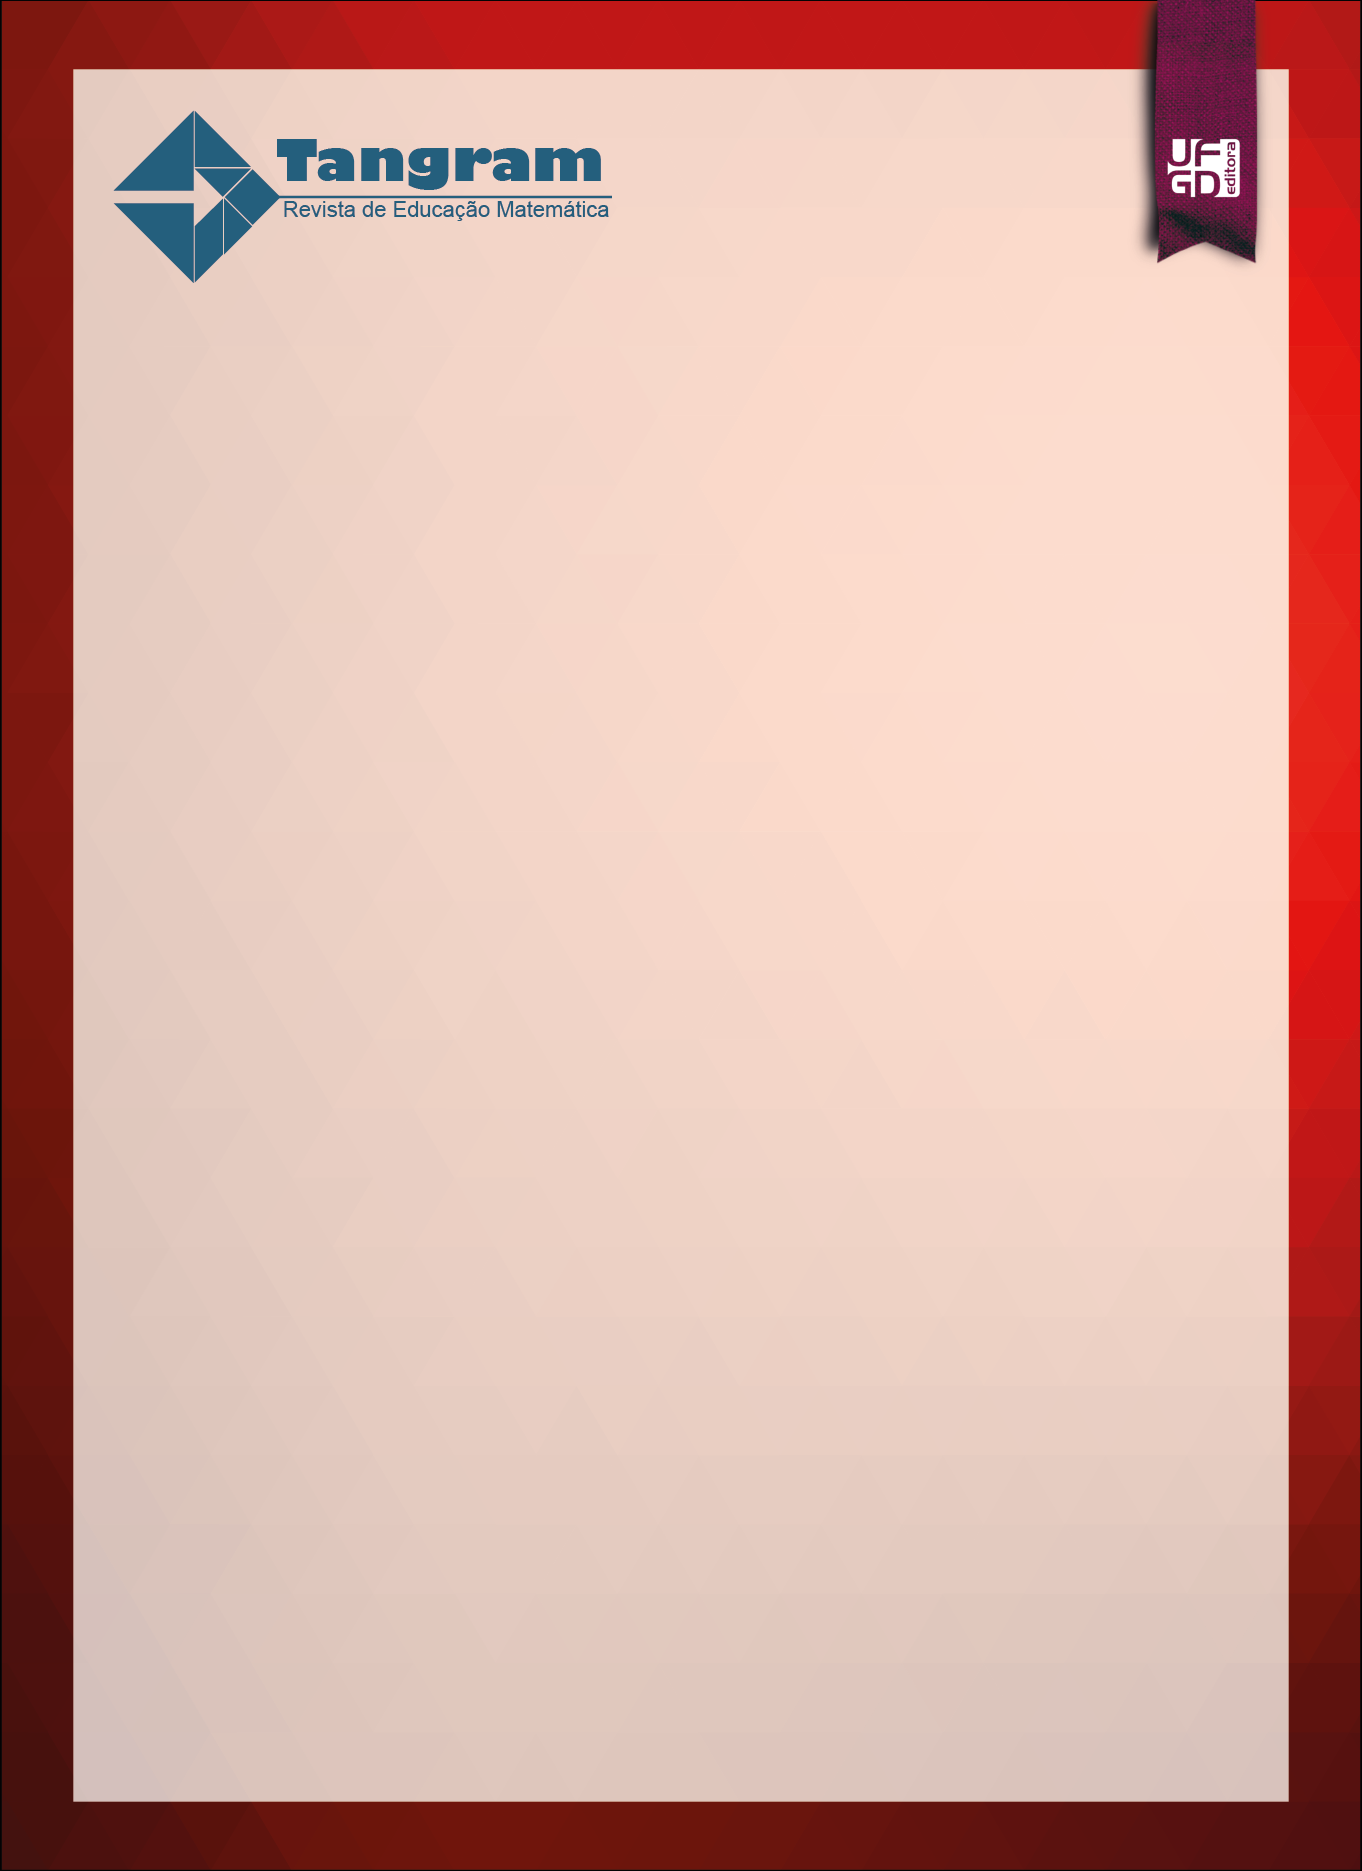 Tangram
Revista de Educação Matemática
UF
GD
editora